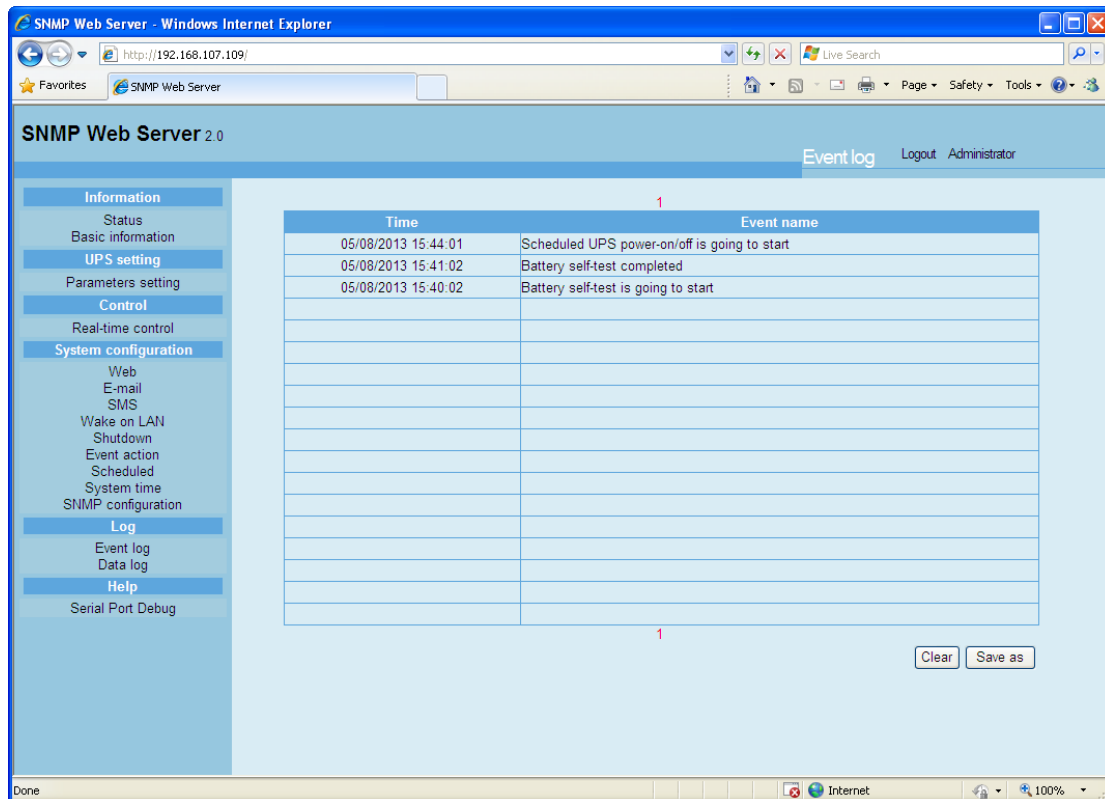 SNMP Web Server - Windows Internet Explorer
http://192.168.107.109/
Live Search
Favorites
SNMP Web Server
Page
Safety
Tools
SNMP Web Server 2.0
Event log
Logout
Administrator
Information
Status
Basic information
UPS setting
Parameters setting
Control
Real-time control
System configuration
Web
E-mail
SMS
Wake on LAN
Shutdown
Event action
Scheduled
System time
SNMP configuration
Log
Event log
Data log
Help
Serial Port Debug
1
Time Event name
05/08/2013 15:44:01 Scheduled UPS power-on/off is going to start
05/08/2013 15:41:02 Battery self-test completed
05/08/2013 15:40:02 Battery self-test is going to start
1
Clear
Save as
Done
Internet
100%